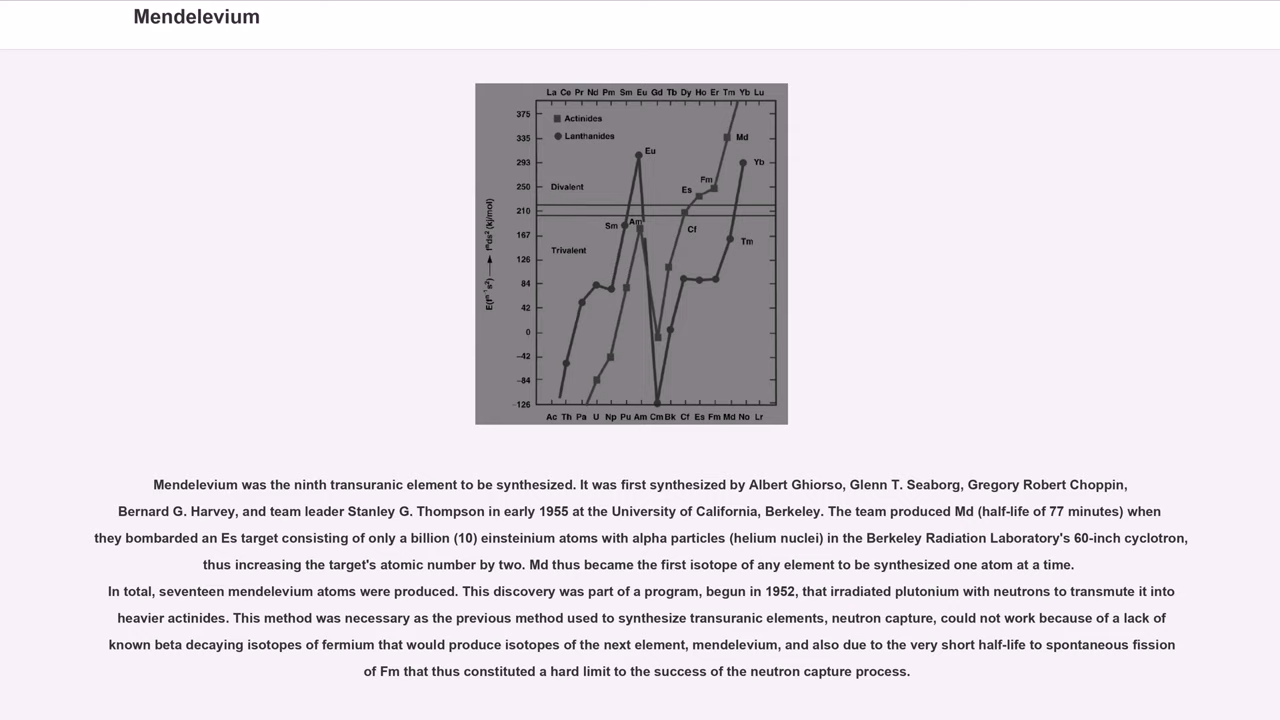 Mendelevium
La Ce Pr Nd Pm Sm Eu Gd Tb Dy Ho Er Tm Yb Lu
375
Actinides
335
Md
Lanthanides
Eu
293
Yb
Fm
250
Divalent
Es
210
Sm
Am
Cf
167
Tm
Trivalent
126
84
42
0
−42
−84
−126
E(fⁿ⁻¹s²) → fⁿds² (kj/mol)
Ac Th Pa U Np Pu Am Cm Bk Cf Es Fm Md No Lr
Mendelevium was the ninth transuranic element to be synthesized. It was first synthesized by Albert Ghiorso, Glenn T. Seaborg, Gregory Robert Choppin,
Bernard G. Harvey, and team leader Stanley G. Thompson in early 1955 at the University of California, Berkeley. The team produced Md (half-life of 77 minutes) when
they bombarded an Es target consisting of only a billion (10) einsteinium atoms with alpha particles (helium nuclei) in the Berkeley Radiation Laboratory's 60-inch cyclotron,
thus increasing the target's atomic number by two. Md thus became the first isotope of any element to be synthesized one atom at a time.
In total, seventeen mendelevium atoms were produced. This discovery was part of a program, begun in 1952, that irradiated plutonium with neutrons to transmute it into
heavier actinides. This method was necessary as the previous method used to synthesize transuranic elements, neutron capture, could not work because of a lack of
known beta decaying isotopes of fermium that would produce isotopes of the next element, mendelevium, and also due to the very short half-life to spontaneous fission
of Fm that thus constituted a hard limit to the success of the neutron capture process.